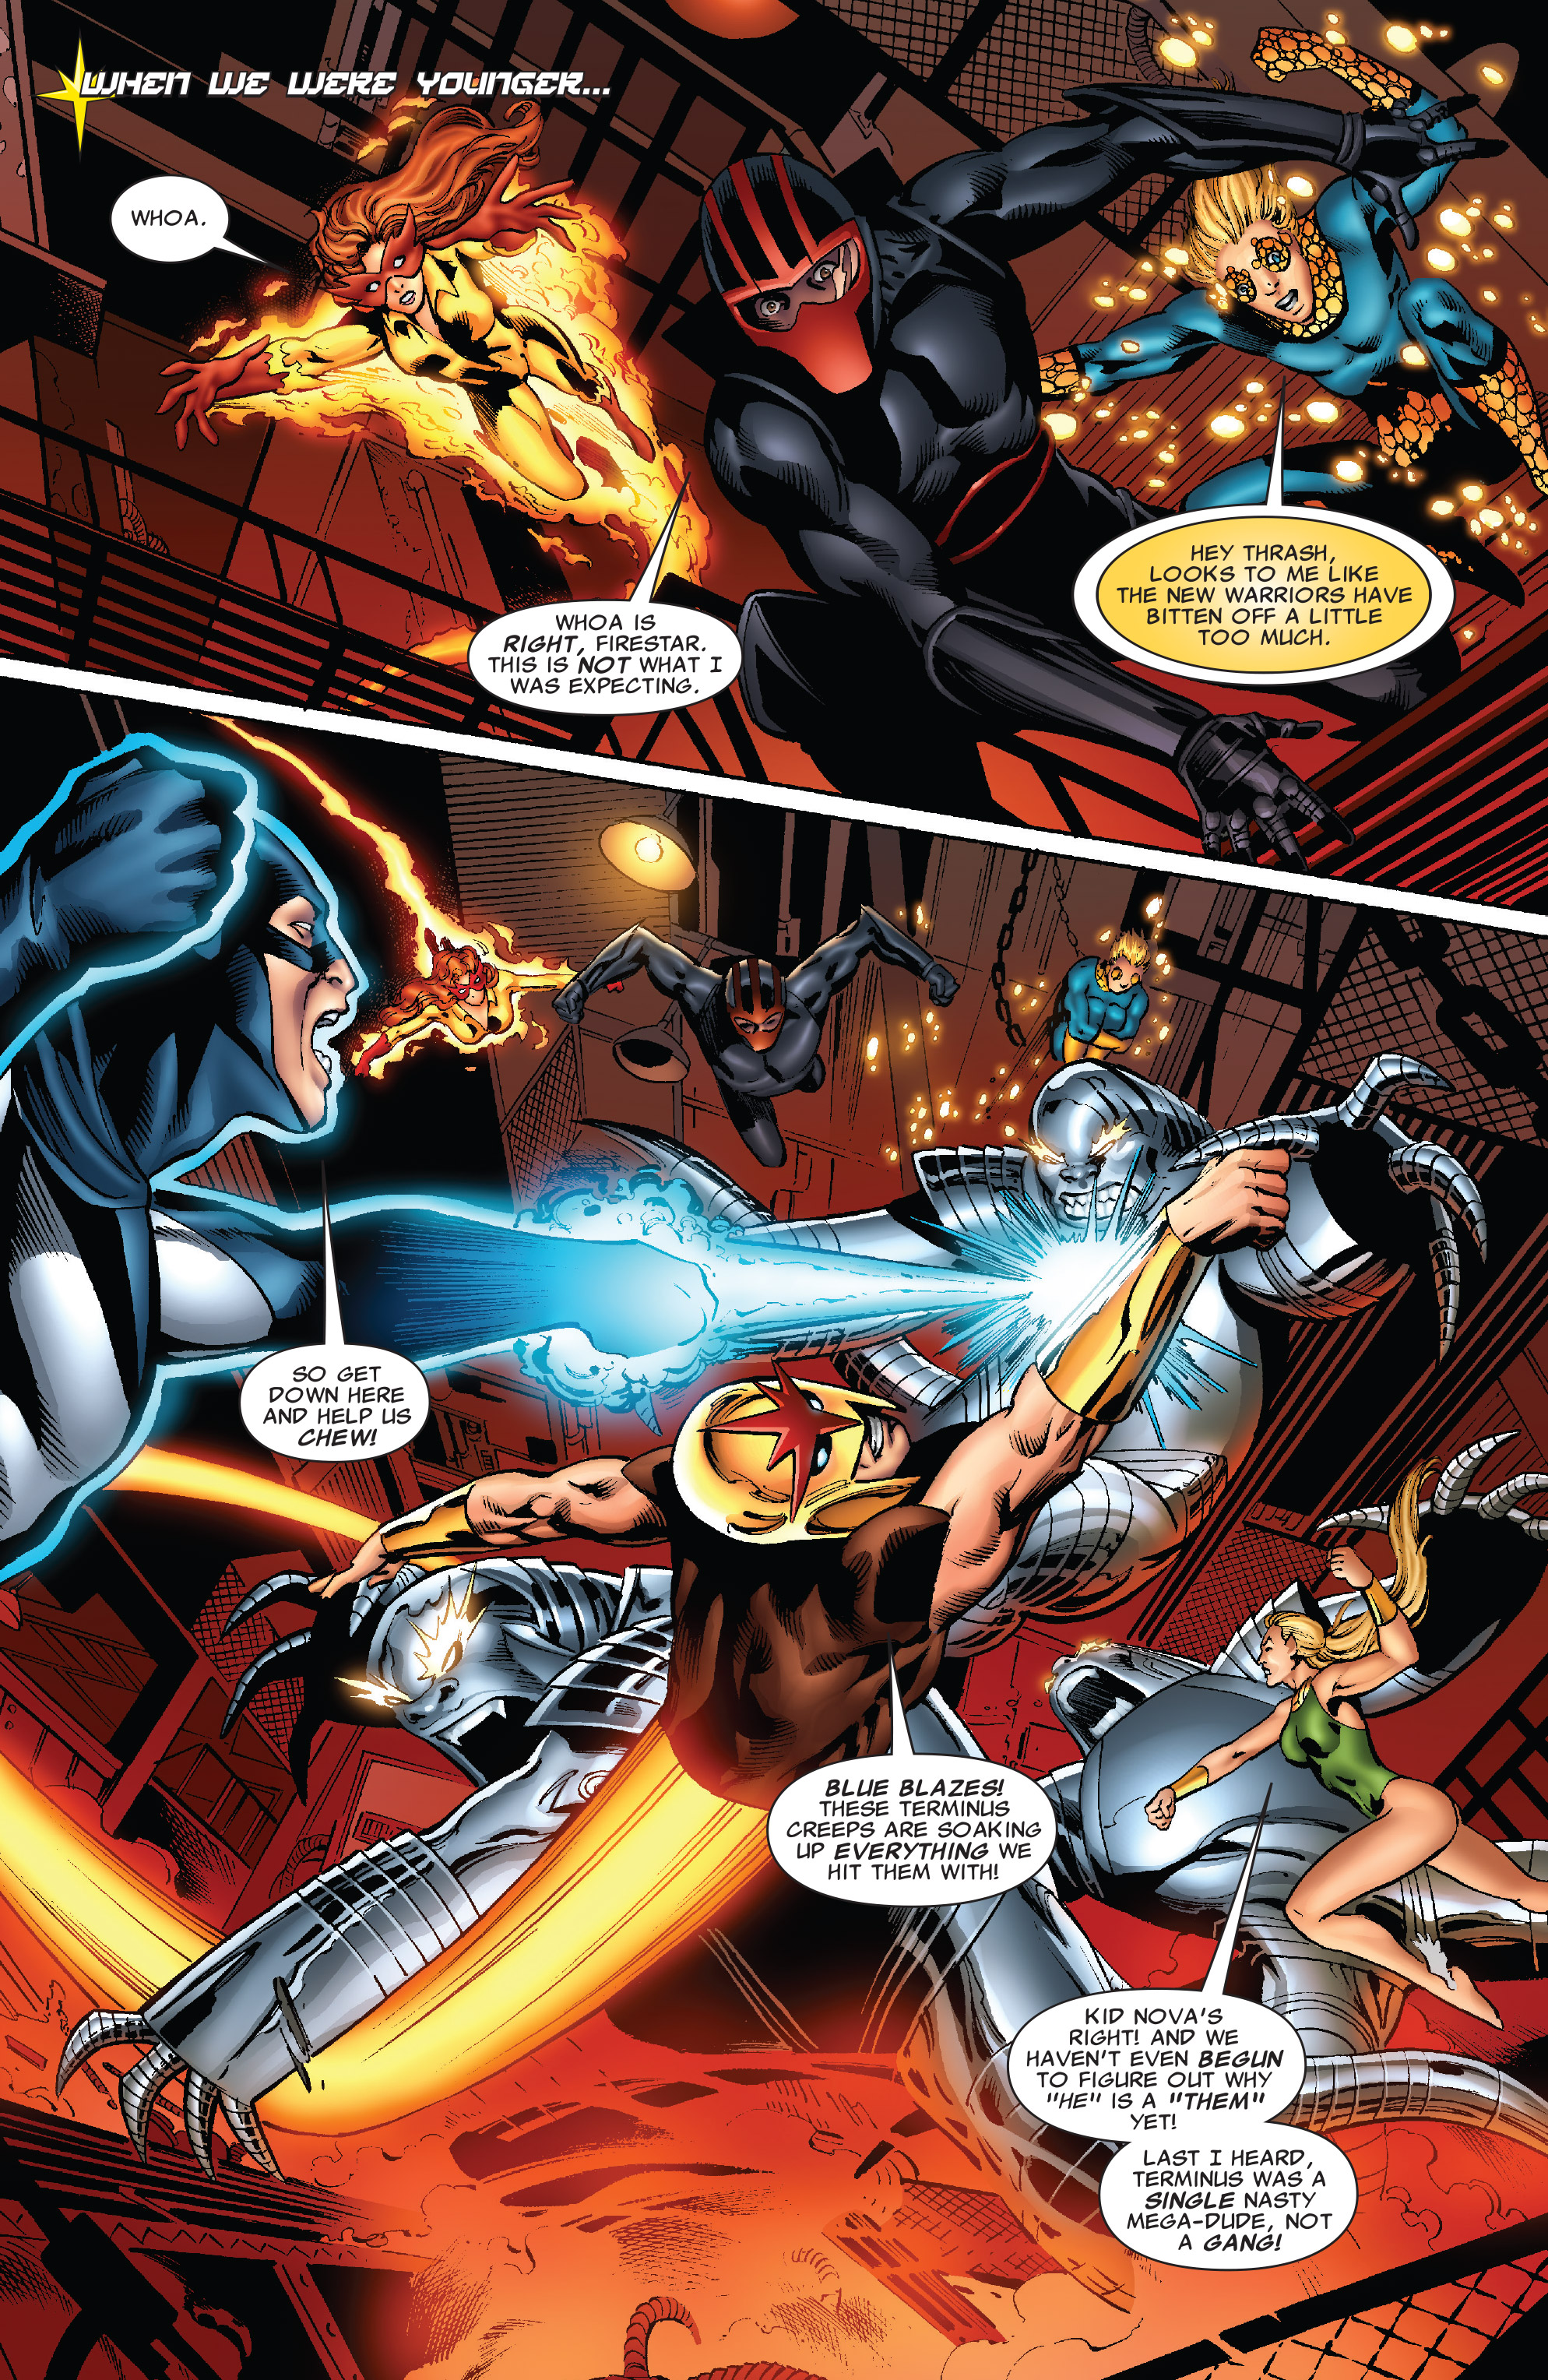 WHEN WE WERE YOUNGER...
WHOA.
WHOA IS
RIGHT, FIRESTAR.
THIS IS NOT WHAT I
WAS EXPECTING.
HEY THRASH,
LOOKS TO ME LIKE
THE NEW WARRIORS HAVE
BITTEN OFF A LITTLE
TOO MUCH.
SO GET
DOWN HERE
AND HELP US
CHEW!
BLUE BLAZES!
THESE TERMINUS
CREEPS ARE SOAKING
UP EVERYTHING WE
HIT THEM WITH!
KID NOVA'S
RIGHT! AND WE
HAVEN'T EVEN BEGUN
TO FIGURE OUT WHY
"HE" IS A "THEM"
YET!
LAST I HEARD,
TERMINUS WAS A
SINGLE NASTY
MEGA-DUDE, NOT
A GANG!